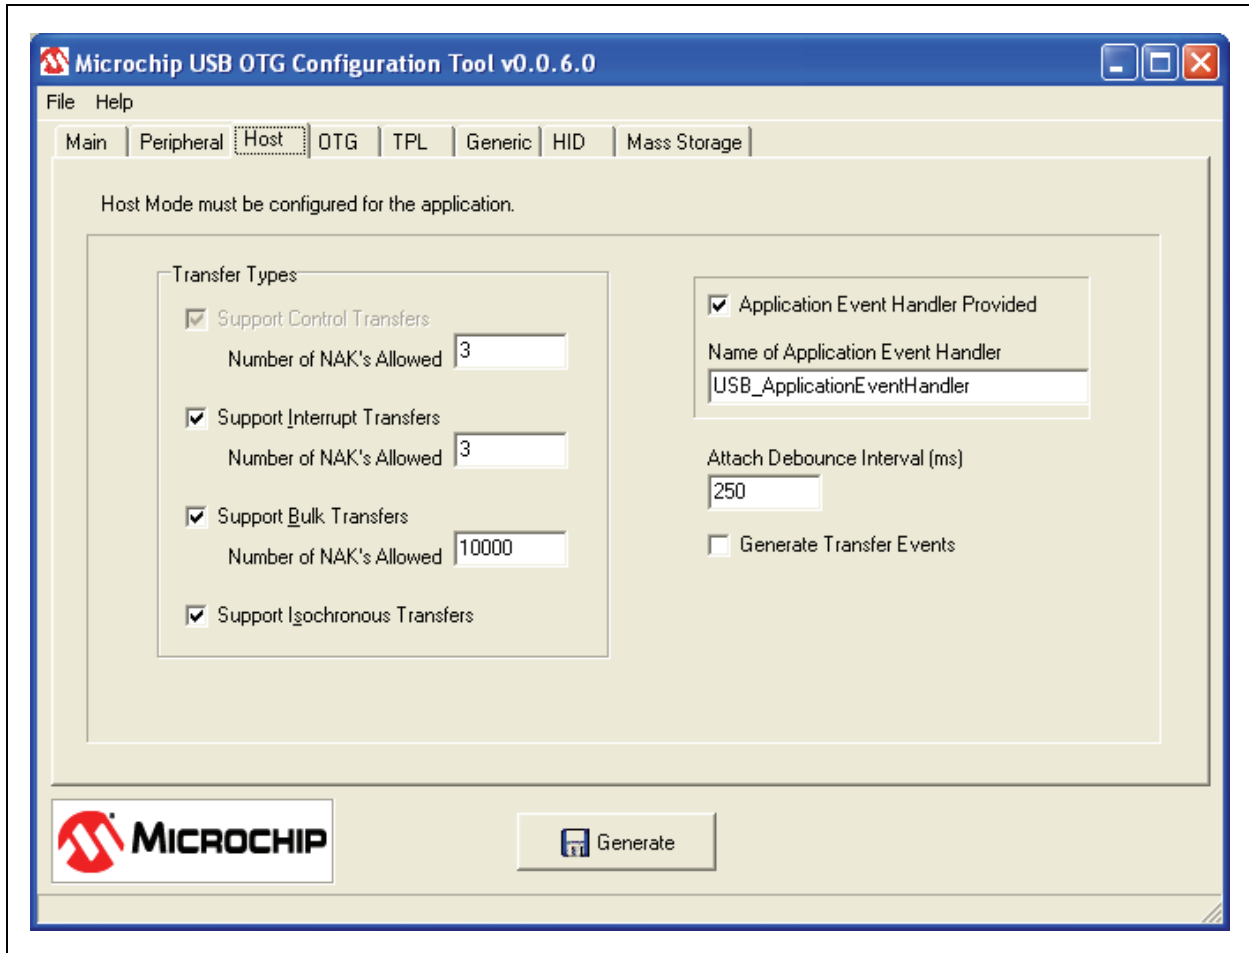 Microchip USB OTG Configuration Tool v0.0.6.0
File Help
Main Peripheral Host OTG TPL Generic HID Mass Storage
Host Mode must be configured for the application.
Transfer Types
Support Control Transfers
Number of NAK's Allowed 3
Support Interrupt Transfers
Number of NAK's Allowed 3
Support Bulk Transfers
Number of NAK's Allowed 10000
Support Isochronous Transfers
Application Event Handler Provided
Name of Application Event Handler
USB_ApplicationEventHandler
Attach Debounce Interval (ms)
250
Generate Transfer Events
MICROCHIP
Generate